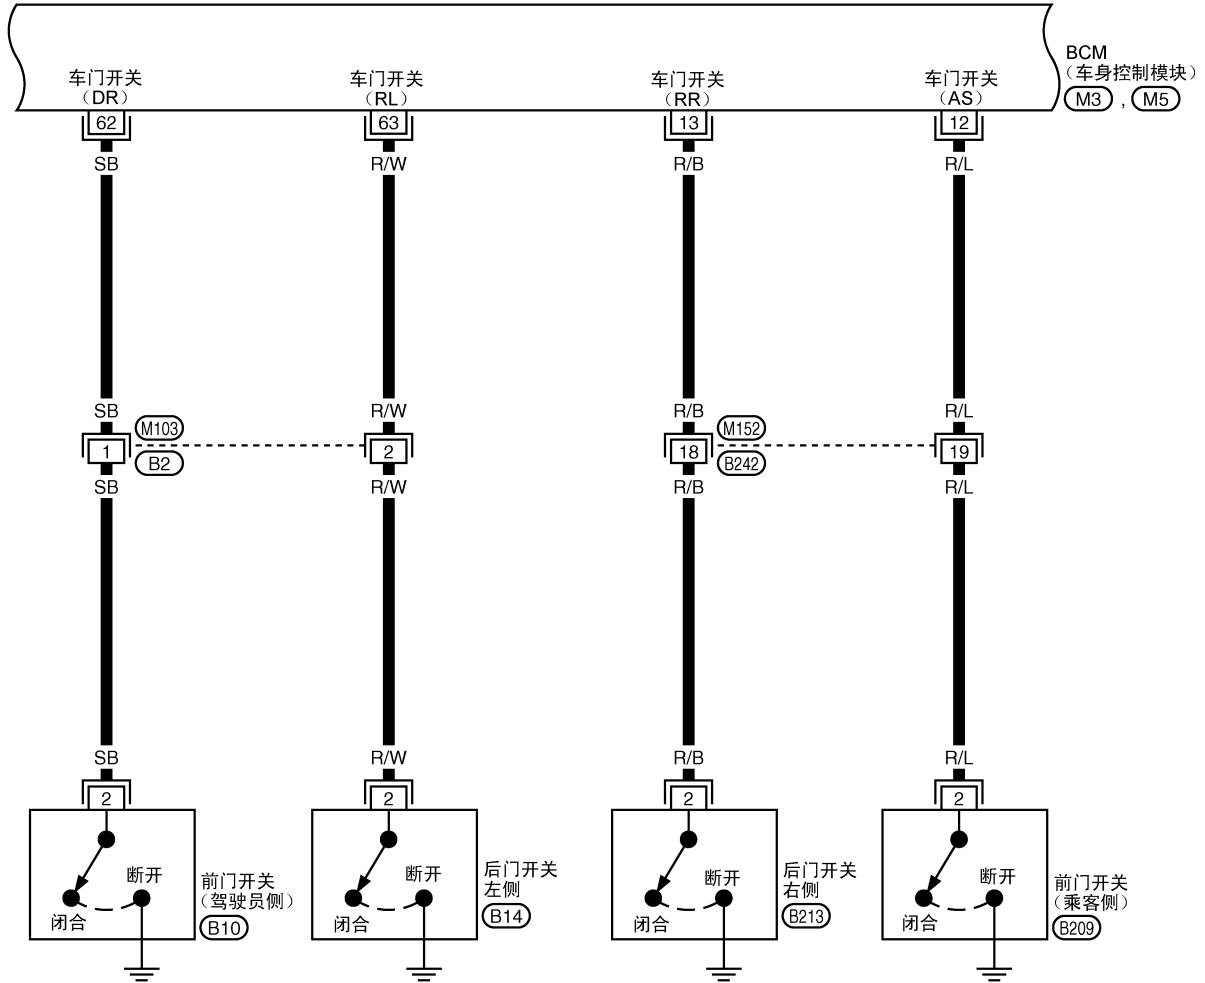 BCM
（车身控制模块）
M3 , M5
车门开关
（DR）
车门开关
（RL）
车门开关
（RR）
车门开关
（AS）
62
63
13
12
SB
R/W
R/B
R/L
SB
R/W
R/B
R/L
M103
M152
1
2
18
19
B2
B242
SB
R/W
R/B
R/L
SB
R/W
R/B
R/L
2
2
2
2
断开
闭合
前门开关
（驾驶员侧）
B10
断开
闭合
后门开关
左侧
B14
断开
闭合
后门开关
右侧
B213
断开
闭合
前门开关
（乘客侧）
B209